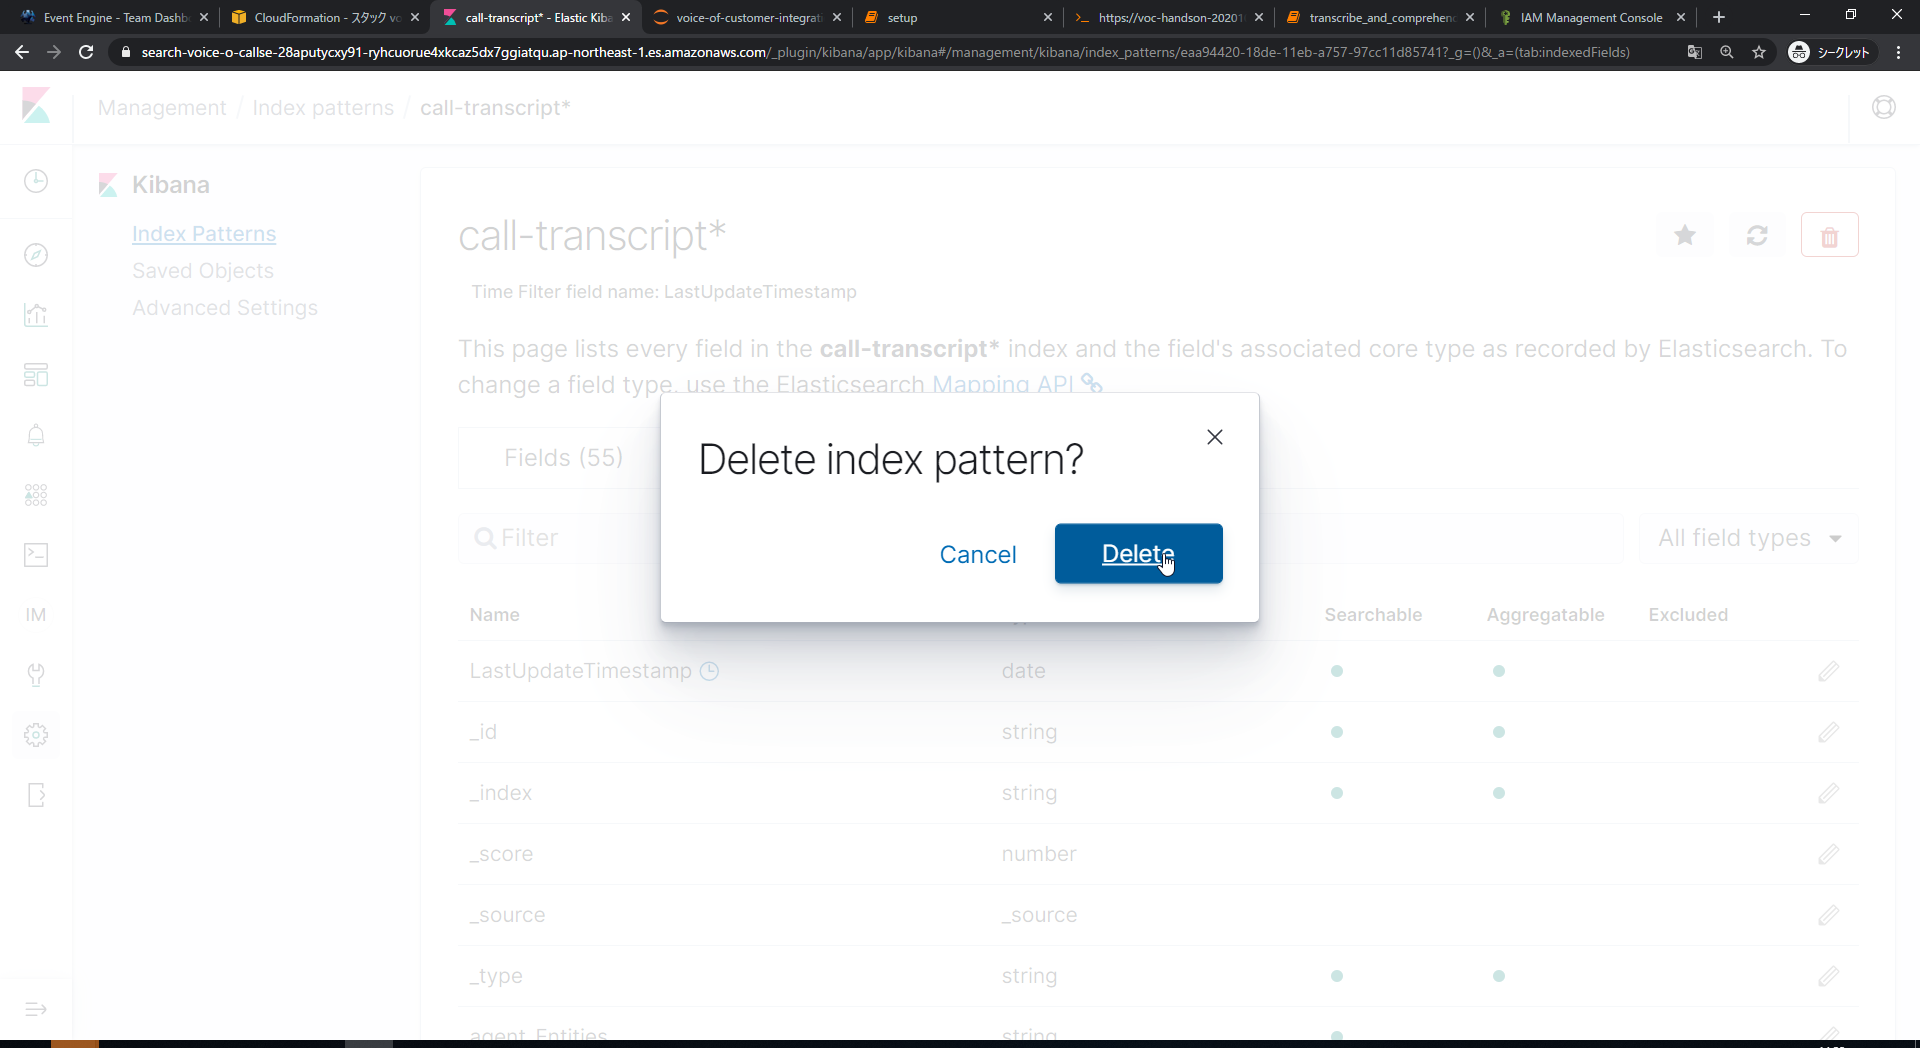 Event Engine - Team Dashb
CloudFormation - スタック vo
call-transcript* - Elastic Kiba
voice-of-customer-integrati
setup
https://voc-handson-20201
transcribe_and_comprehen
IAM Management Console
search-voice-o-callse-28aputycxy91-ryhcuorue4xkcaz5dx7ggiatqu.ap-northeast-1.es.amazonaws.com/_plugin/kibana/app/kibana#/management/kibana/index_patterns/eaa94420-18de-11eb-a757-97cc11d85741?_g=()&_a=(tab:indexedFields)
シークレット
Management / Index patterns / call-transcript*
Kibana
Index Patterns
Saved Objects
Advanced Settings
IM
call-transcript*
Time Filter field name: LastUpdateTimestamp
This page lists every field in the call-transcript* index and the field's associated core type as recorded by Elasticsearch. To
change a field type, use the Elasticsearch Mapping API
Fields (55)
Filter
All field types
Delete index pattern?
Cancel
Delete
Name Searchable Aggregatable Excluded
LastUpdateTimestamp date
_id string
_index string
_score number
_source _source
_type string
agent_Entities string